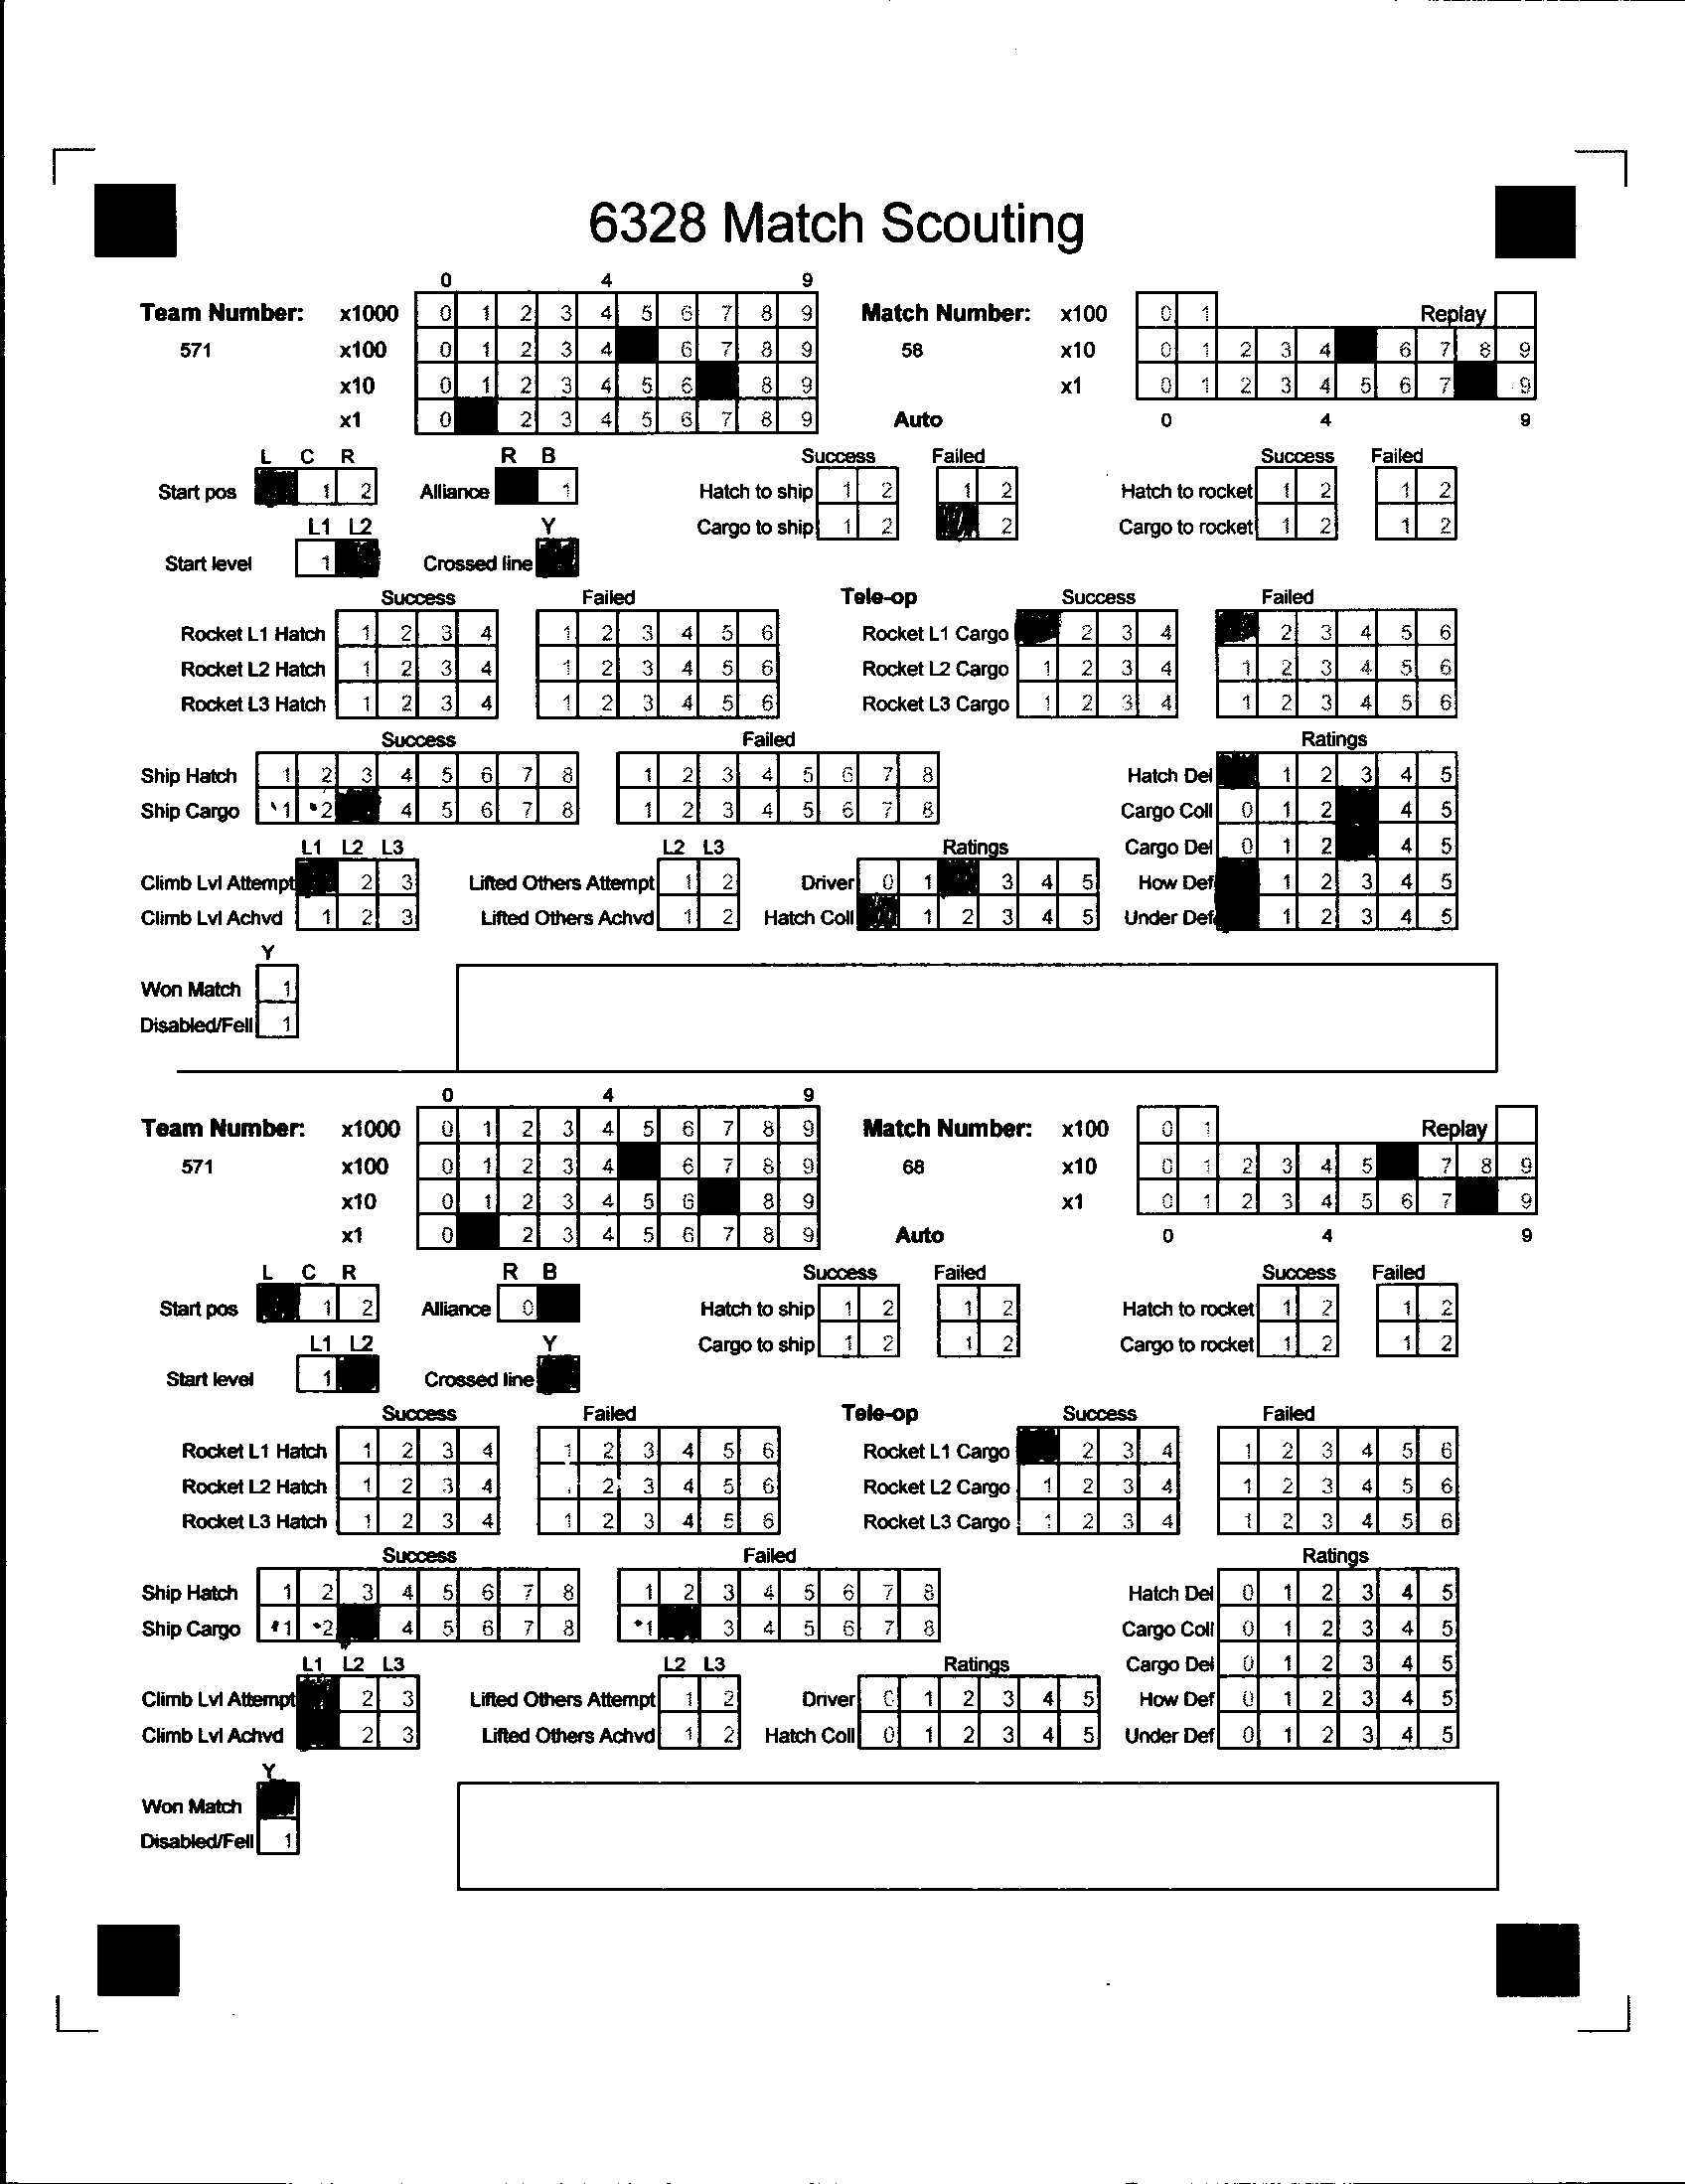 6328 Match Scouting
0 4 9
Team Number: x1000 0 1 2 3 4 5 6 7 8 9 Match Number: x100 0 1 Replay
571 x100 0 1 2 3 4 6 7 8 9 58 x10 0 1 2 3 4 6 7 8 9
x10 0 1 2 3 4 5 6 8 9 x1 0 1 2 3 4 5 6 7 9
x1 0 2 3 4 5 6 7 8 9 Auto 0 4 9
L C R R B Success Failed Success Failed
Start pos 1 2 Alliance 1 Hatch to ship 1 2 1 2 Hatch to rocket 1 2 1 2
L1 L2 Y Cargo to ship 1 2 2 Cargo to rocket 1 2 1 2
Start level 1 Crossed line
Success Failed Tele-op Success Failed
Rocket L1 Hatch 1 2 3 4 1 2 3 4 5 6 Rocket L1 Cargo 2 3 4 2 3 4 5 6
Rocket L2 Hatch 1 2 3 4 1 2 3 4 5 6 Rocket L2 Cargo 1 2 3 4 1 2 3 4 5 6
Rocket L3 Hatch 1 2 3 4 1 2 3 4 5 6 Rocket L3 Cargo 1 2 3 4 1 2 3 4 5 6
Success Failed Ratings
Ship Hatch 1 2 3 4 5 6 7 8 1 2 3 4 5 6 7 8 Hatch Del 1 2 3 4 5
Ship Cargo 1 2 4 5 6 7 8 1 2 3 4 5 6 7 8 Cargo Coll 0 1 2 4 5
L1 L2 L3 L2 L3 Ratings Cargo Del 0 1 2 4 5
Climb Lvl Attempt 2 3 Lifted Others Attempt 1 2 Driver 0 1 3 4 5 How Def 1 2 3 4 5
Climb Lvl Achvd 1 2 3 Lifted Others Achvd 1 2 Hatch Coll 1 2 3 4 5 Under Def 1 2 3 4 5
Y
Won Match 1
Disabled/Fell 1
0 4 9
Team Number: x1000 0 1 2 3 4 5 6 7 8 9 Match Number: x100 0 1 Replay
571 x100 0 1 2 3 4 6 7 8 9 68 x10 0 1 2 3 4 5 7 8 9
x10 0 1 2 3 4 5 6 8 9 x1 0 1 2 3 4 5 6 7 9
x1 0 2 3 4 5 6 7 8 9 Auto 0 4 9
L C R R B Success Failed Success Failed
Start pos 1 2 Alliance 0 Hatch to ship 1 2 1 2 Hatch to rocket 1 2 1 2
L1 L2 Y Cargo to ship 1 2 1 2 Cargo to rocket 1 2 1 2
Start level 1 Crossed line
Success Failed Tele-op Success Failed
Rocket L1 Hatch 1 2 3 4 1 2 3 4 5 6 Rocket L1 Cargo 2 3 4 1 2 3 4 5 6
Rocket L2 Hatch 1 2 3 4 2 3 4 5 6 Rocket L2 Cargo 1 2 3 4 1 2 3 4 5 6
Rocket L3 Hatch 1 2 3 4 1 2 3 4 5 6 Rocket L3 Cargo 1 2 3 4 1 2 3 4 5 6
Success Failed Ratings
Ship Hatch 1 2 3 4 5 6 7 8 1 2 3 4 5 6 7 8 Hatch Del 0 1 2 3 4 5
Ship Cargo 1 2 4 5 6 7 8 1 3 4 5 6 7 8 Cargo Coll 0 1 2 3 4 5
L1 L2 L3 L2 L3 Ratings Cargo Del 0 1 2 3 4 5
Climb Lvl Attempt 2 3 Lifted Others Attempt 1 2 Driver 0 1 2 3 4 5 How Def 0 1 2 3 4 5
Climb Lvl Achvd 2 3 Lifted Others Achvd 1 2 Hatch Coll 0 1 2 3 4 5 Under Def 0 1 2 3 4 5
Y
Won Match
Disabled/Fell 1